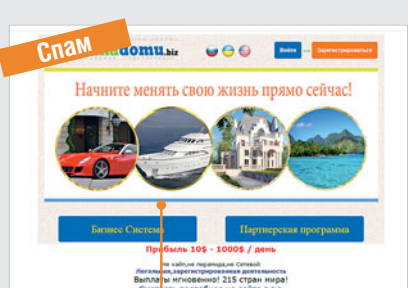 Спам
domu.biz
Войти
Зарегистрироваться
Начните менять свою жизнь прямо сейчас!
Бизнес Система
Партнерская программа
Прибыль 10$ - 1000$ / день
не хайп,не пирамида,не Сетевой
Легальная,зарегистрированная деятельность
Выплаты мгновенно! 215 стран мира!